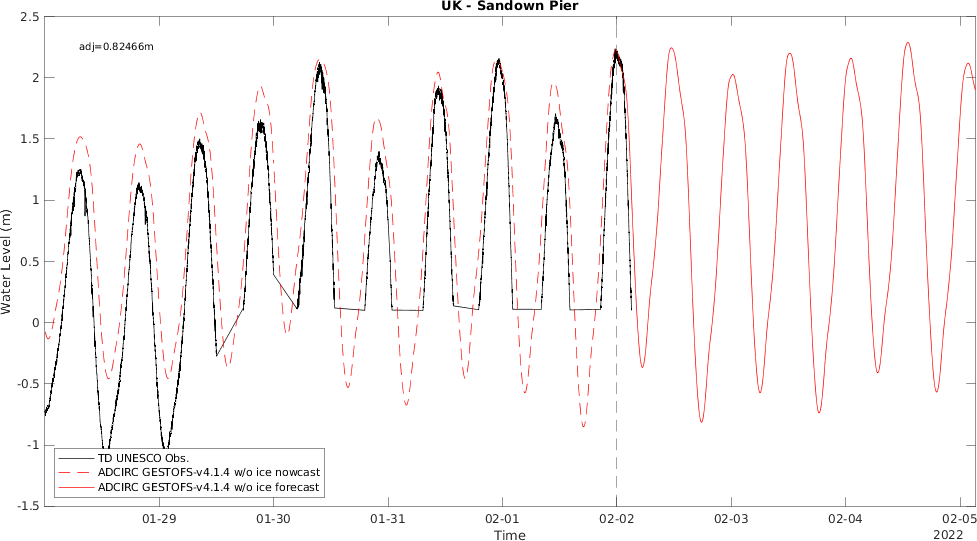 UK - Sandown Pier
adj=0.82466m
2.5
2
1.5
1
0.5
0
-0.5
-1
-1.5
Water Level (m)
TD UNESCO Obs.
ADCIRC GESTOFS-v4.1.4 w/o ice nowcast
ADCIRC GESTOFS-v4.1.4 w/o ice forecast
01-29 01-30 01-31 02-01 02-02 02-03 02-04 02-05
Time
2022